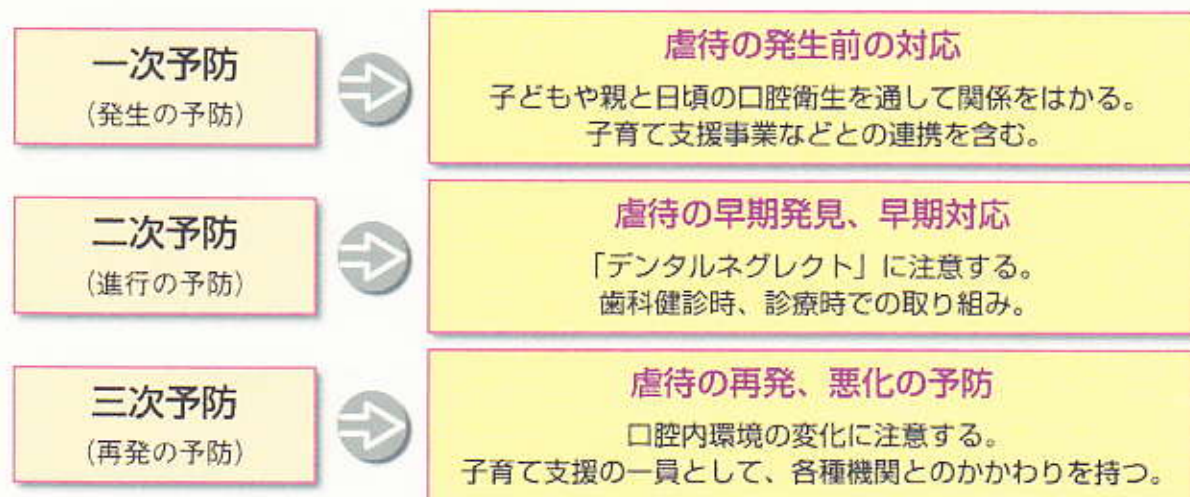 一次予防
(発生の予防)
虐待の発生前の対応
子どもや親と日頃の口腔衛生を通して関係をはかる。
子育て支援事業などとの連携を含む。
二次予防
(進行の予防)
虐待の早期発見、早期対応
「デンタルネグレクト」に注意する。
歯科健診時、診療時での取り組み。
三次予防
(再発の予防)
虐待の再発、悪化の予防
口腔内環境の変化に注意する。
子育て支援の一員として、各種機関とのかかわりを持つ。